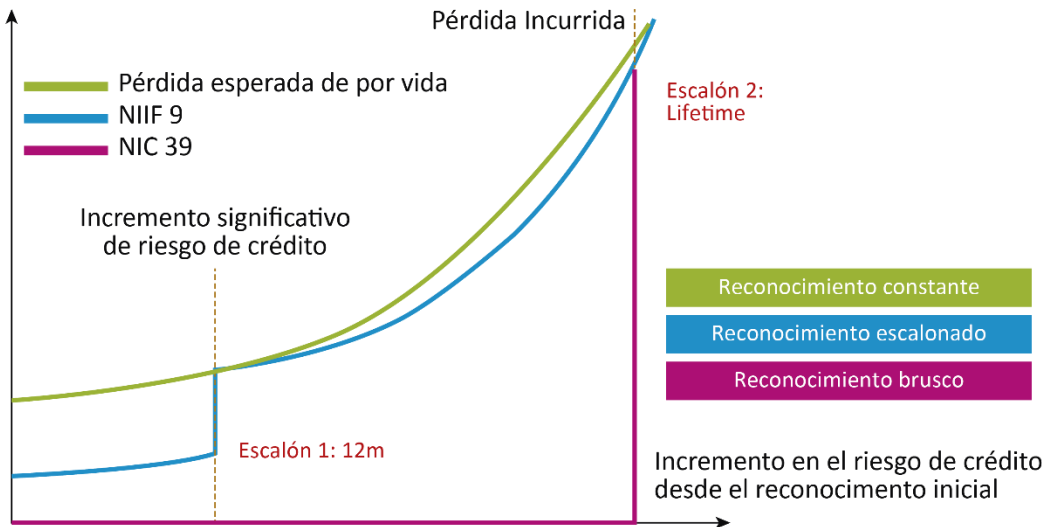 Pérdida Incurrida
Pérdida esperada de por vida
NIIF 9
NIC 39
Escalón 2:
Lifetime
Incremento significativo
de riesgo de crédito
Reconocimiento constante
Reconocimiento escalonado
Reconocimiento brusco
Escalón 1: 12m
Incremento en el riesgo de crédito
desde el reconocimento inicial